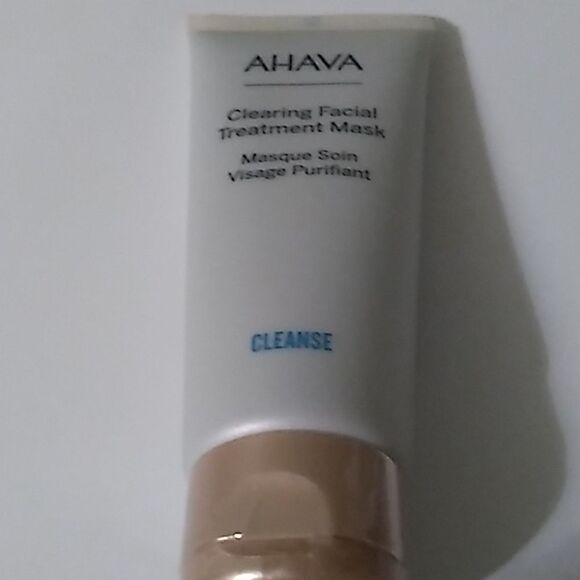 AHAVA
Clearing Facial
Treatment Mask
Masque Soin
Visage Purifiant
CLEANSE